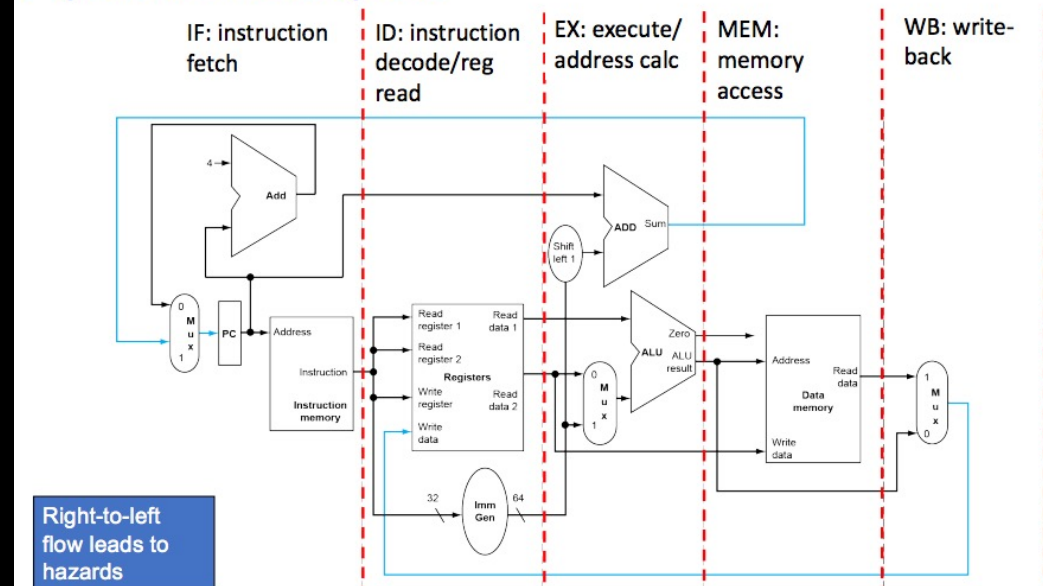 IF: instruction
fetch
ID: instruction
decode/reg
read
EX: execute/
address calc
MEM:
memory
access
WB: write-
back
4
Add
ADD Sum
Shift
left 1
0
M
u
x
1
PC
Address
Instruction
Instruction
memory
Read
register 1
Read
data 1
Read
register 2
Registers
Write
register
Read
data 2
Write
data
0
M
u
x
1
Zero
ALU ALU
result
Address
Read
data
Data
memory
Write
data
1
M
u
x
0
32
Imm
Gen
64
Right-to-left
flow leads to
hazards